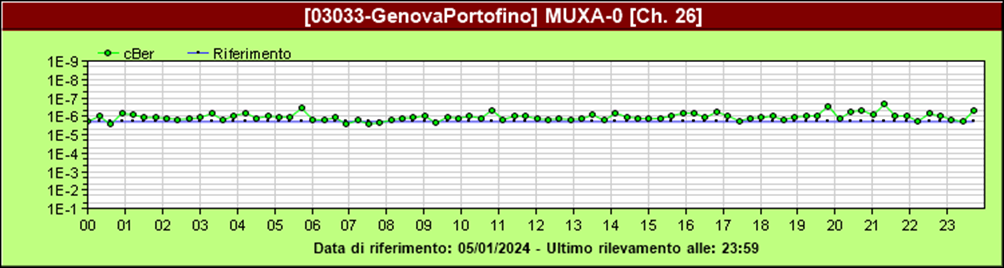 [03033-GenovaPortofino] MUXA-0 [Ch. 26]
cBer Riferimento
1E-9
1E-8
1E-7
1E-6
1E-5
1E-4
1E-3
1E-2
1E-1
00 01 02 03 04 05 06 07 08 09 10 11 12 13 14 15 16 17 18 19 20 21 22 23
Data di riferimento: 05/01/2024 - Ultimo rilevamento alle: 23:59